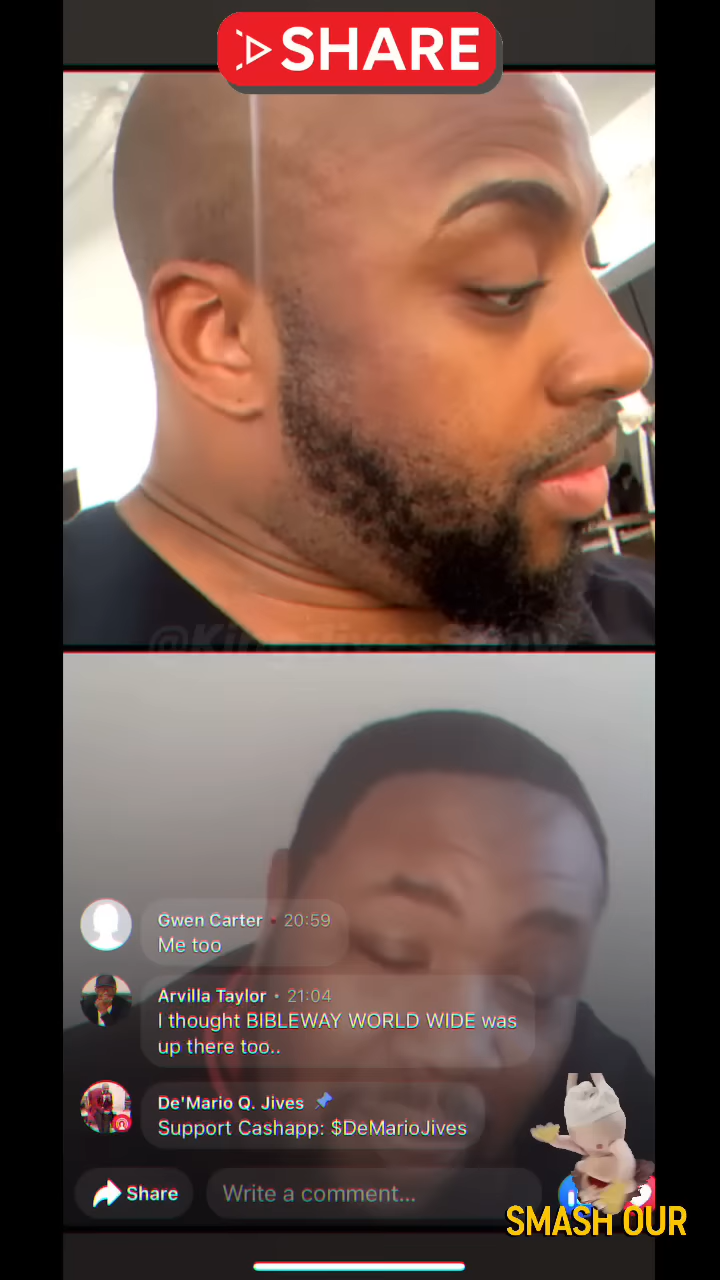 SHARE
@KingJivesShow
Gwen Carter • 20:59
Me too
Arvilla Taylor • 21:04
I thought BIBLEWAY WORLD WIDE was
up there too..
De'Mario Q. Jives
Support Cashapp: $DeMarioJives
Share
Write a comment...
SMASH OUR